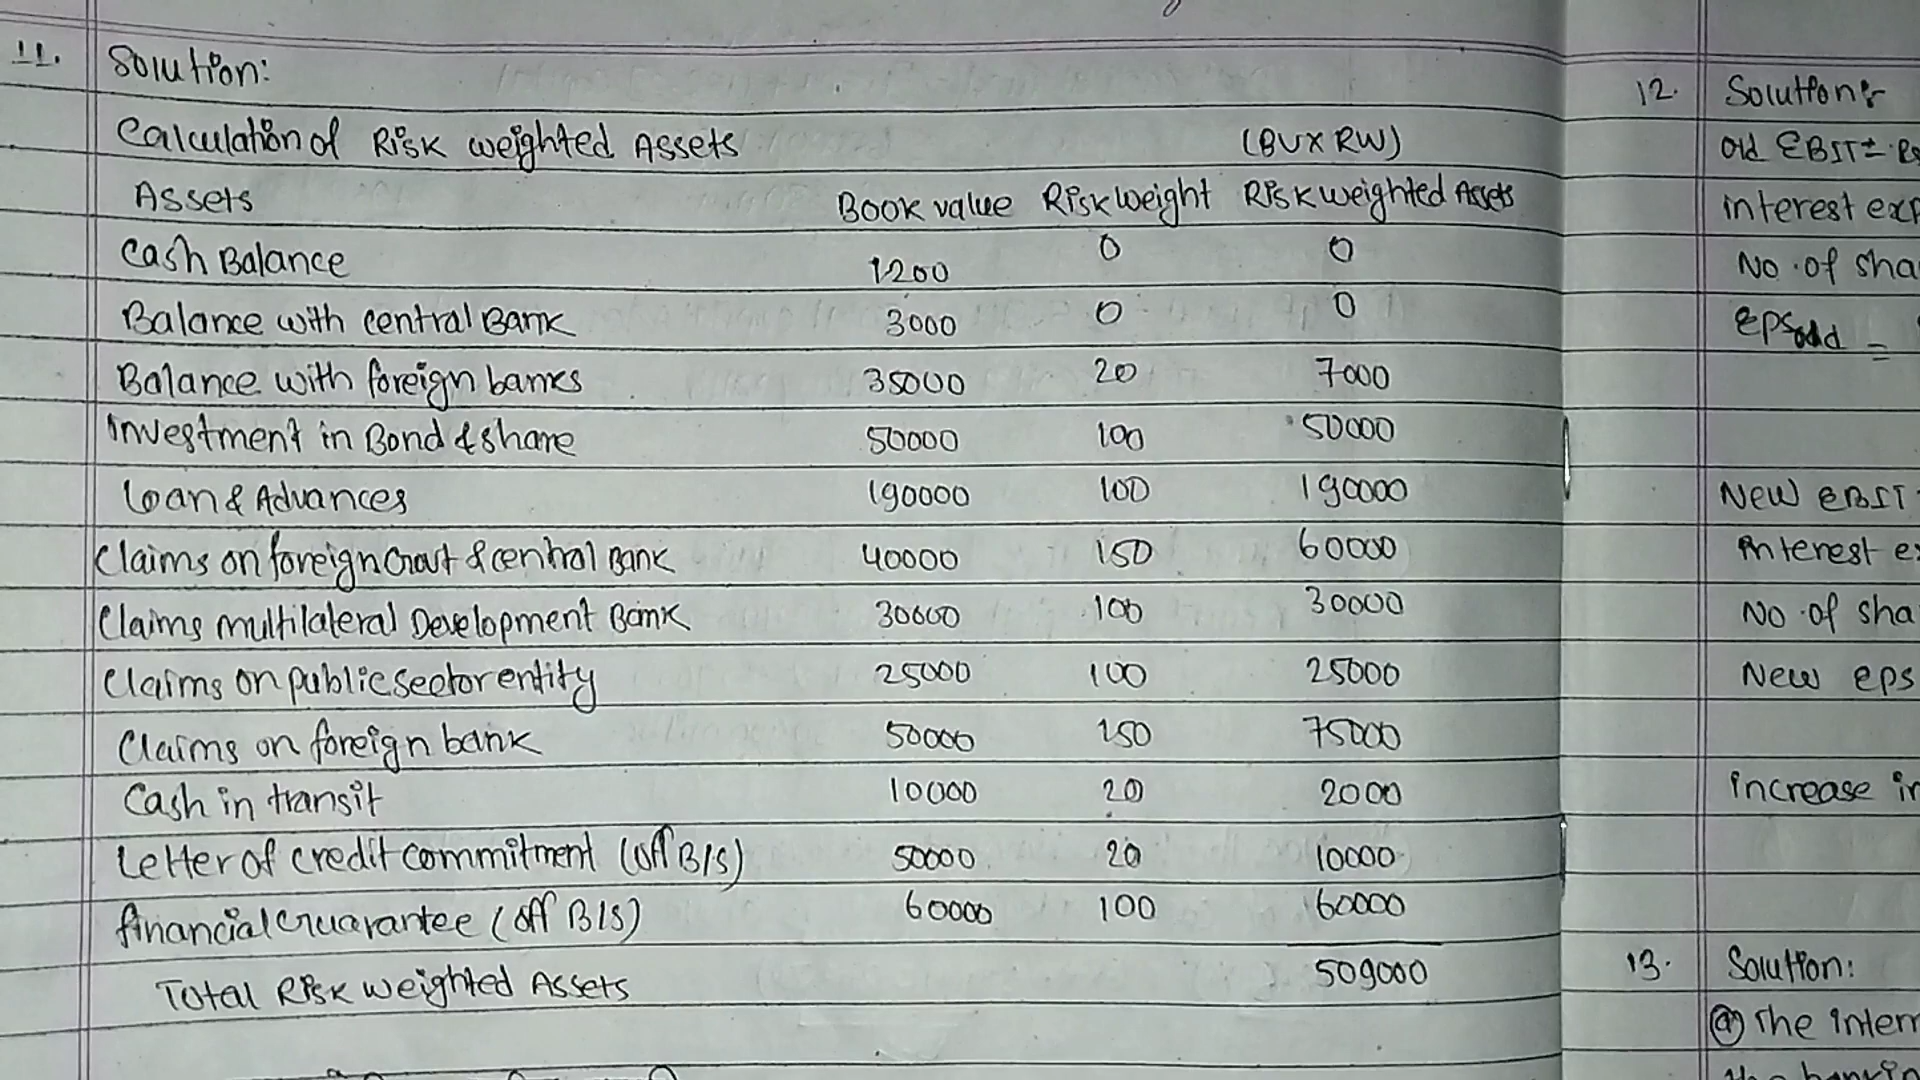 11. Solution:
Calculation of Risk weighted Assets (BV X RW)
Assets Book value Risk Weight Risk weighted Assets
Cash Balance 1200 0 0
Balance with central Bank 3000 0 0
Balance with foreign banks 35000 20 7000
Investment in Bond & share 50000 100 50000
Loan & Advances 190000 100 190000
Claims on foreign Govt & central Bank 40000 150 60000
Claims multilateral Development Bank 30000 100 30000
Claims on public sector entity 25000 100 25000
Claims on foreign bank 50000 150 75000
Cash in transit 10000 20 2000
Letter of credit commitment (off B/S) 50000 20 10000
financial Guarantee (off B/S) 60000 100 60000
Total Risk weighted Assets 509000
12. Solution:
Old EBIT =
interest
No. of
EPS old =
New EBIT
Interest
No. of
New eps
increase
13. Solution:
(a) The